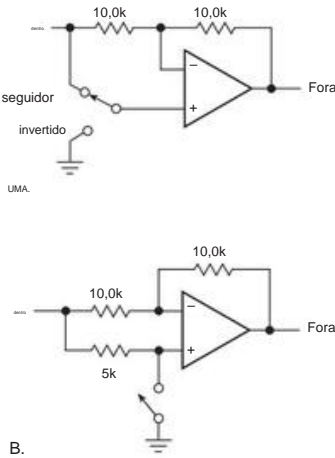 10,0k 10,0k
dentro
seguidor
invertido
Fora
UMA.
10,0k
dentro
10,0k
5k
Fora
B.